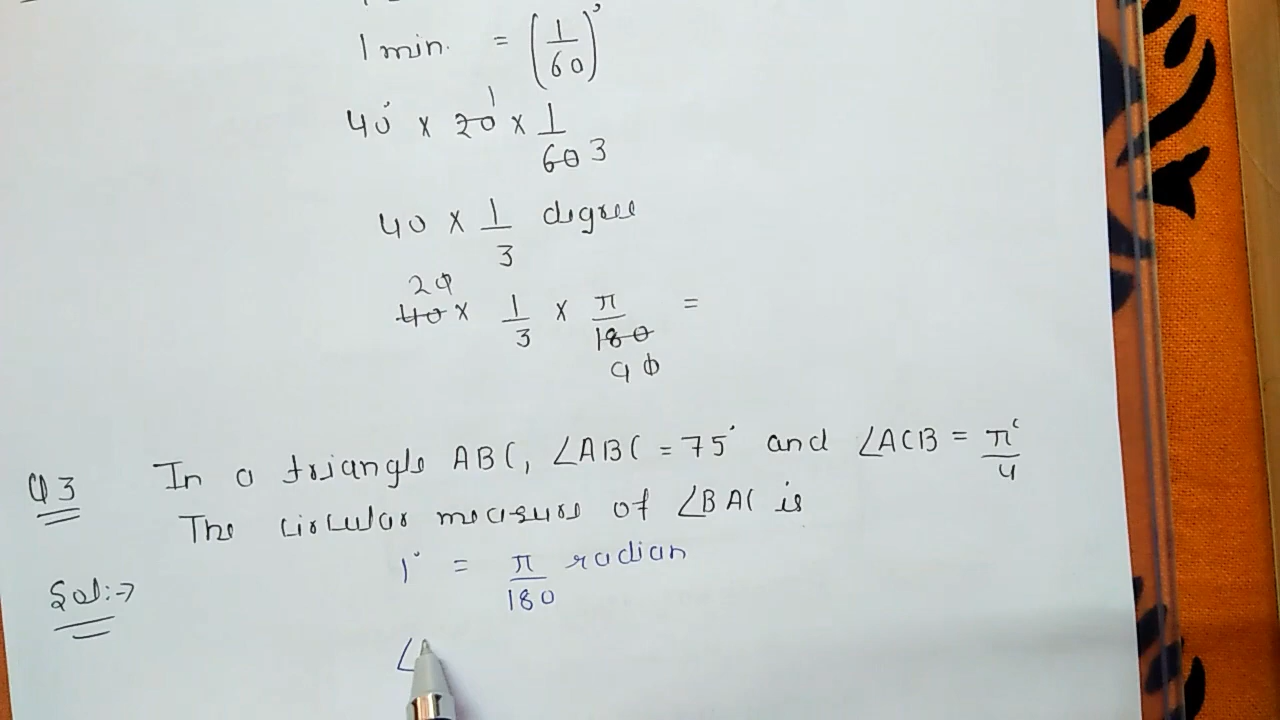 1 min. = (1/60)°
40° × 20 1 × 1/60 3
40 × 1/3 degree
20
40 × 1/3 × π/180 =
90
Q3 In a triangle ABC, ∠ABC = 75° and ∠ACB = π^c/4
The circular measure of ∠BAC is
Sol:→ 1° = π/180 radian
∠